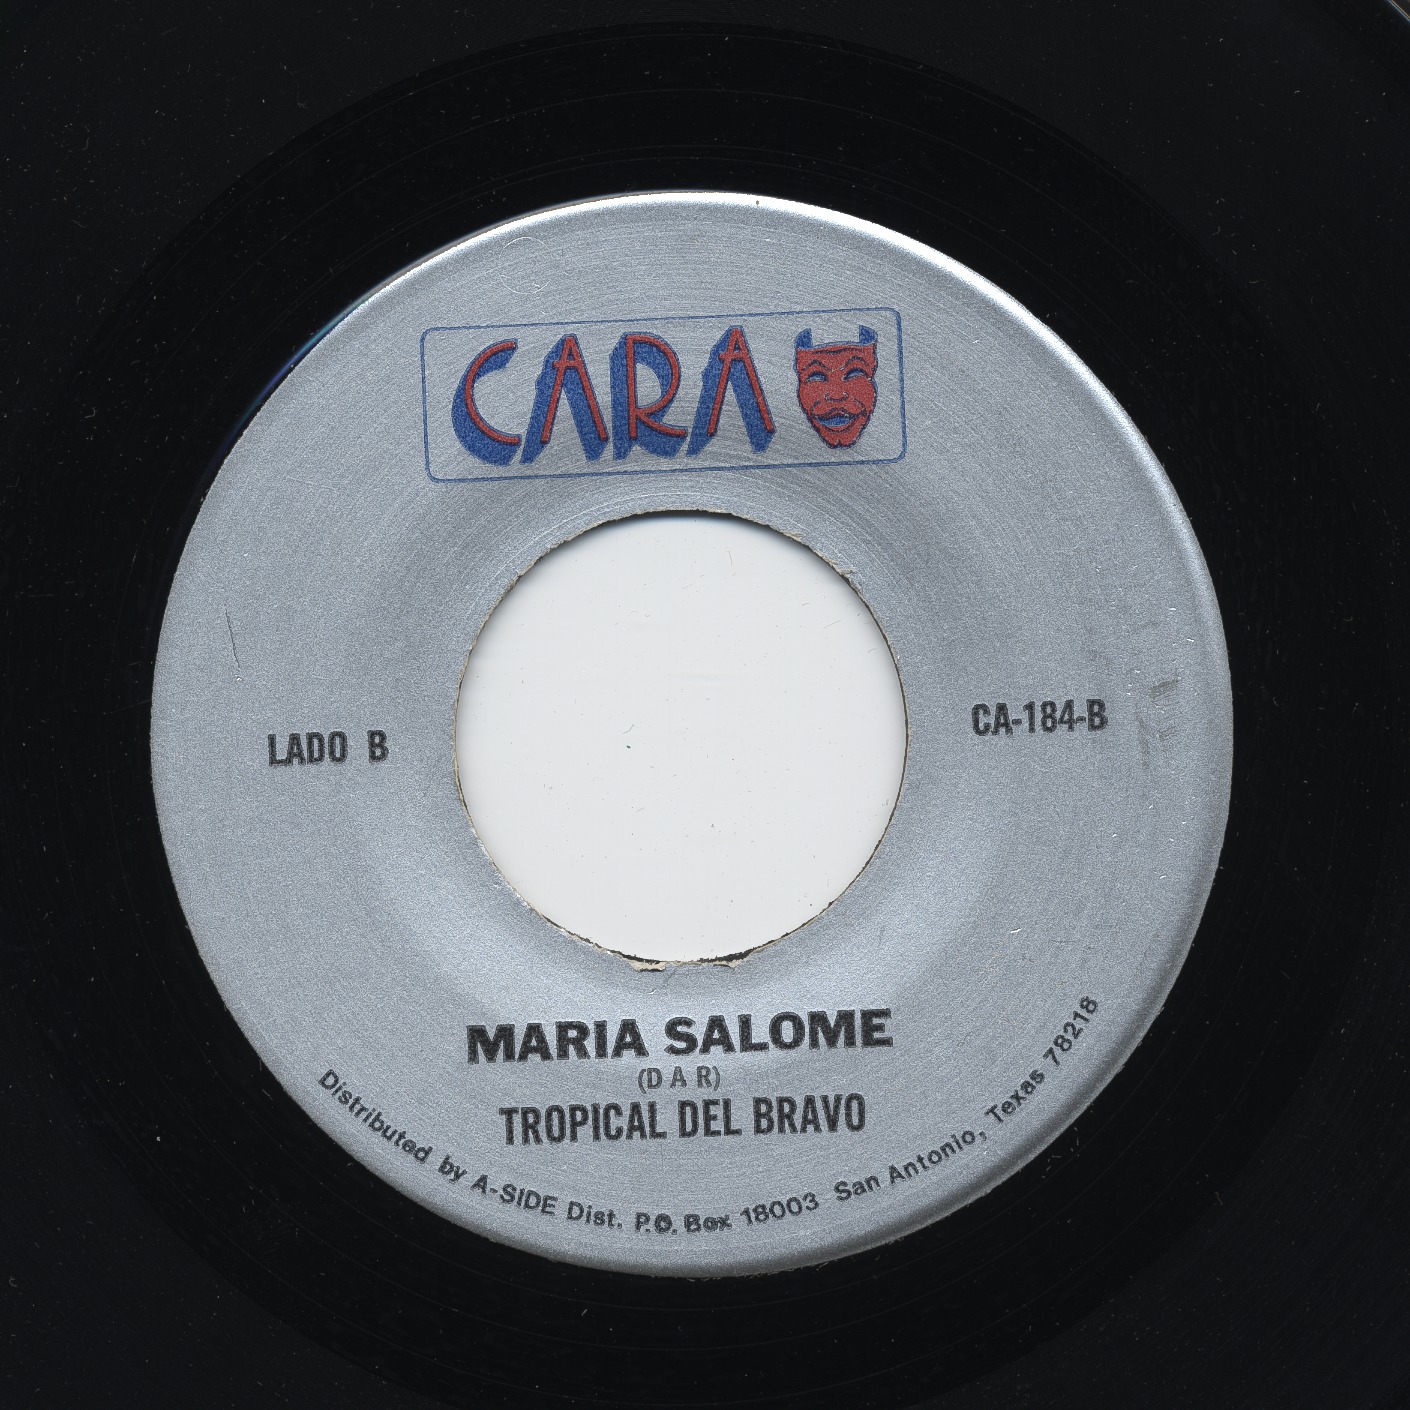 CARA
LADO B
CA-184-B
MARIA SALOME
(D A R)
TROPICAL DEL BRAVO
Distributed by A-SIDE Dist. P.O. Box 18003 San Antonio, Texas 78218